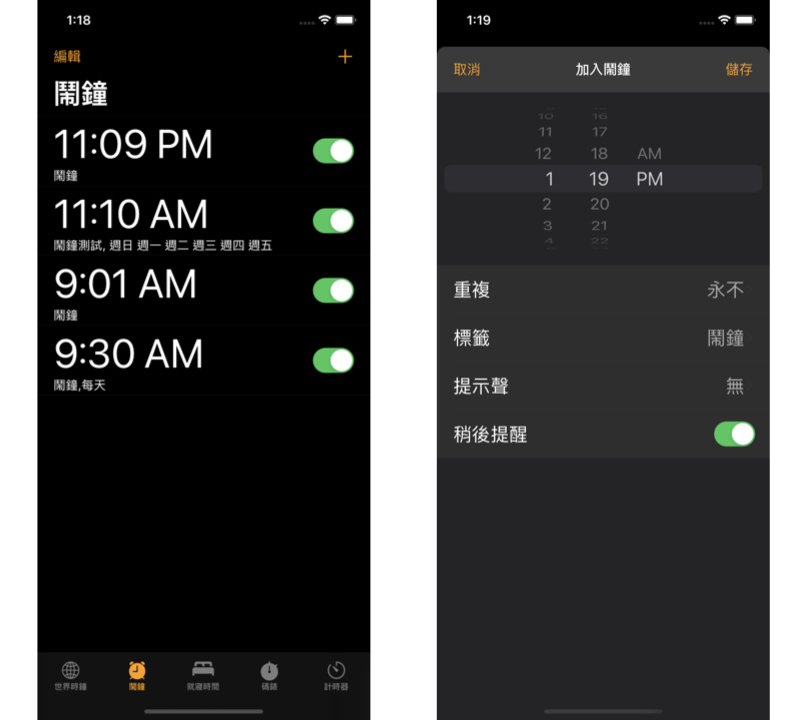 1:18
編輯
鬧鐘
11:09 PM
鬧鐘
11:10 AM
鬧鐘測試, 週日 週一 週二 週三 週四 週五
9:01 AM
鬧鐘
9:30 AM
鬧鐘,每天
世界時鐘 鬧鐘 就寢時間 碼錶 計時器
1:19
取消 加入鬧鐘 儲存
10 16
11 17
12 18 AM
1 19 PM
2 20
3 21
4 22
重複 永不
標籤 鬧鐘
提示聲 無
稍後提醒